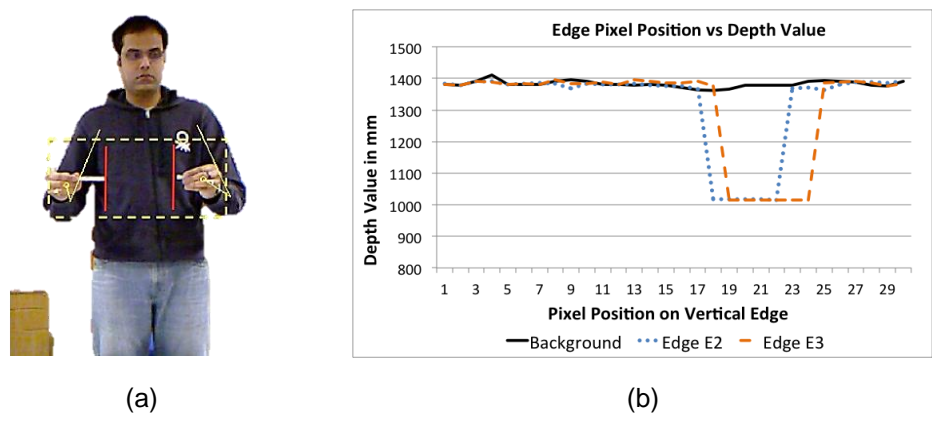 Edge Pixel Position vs Depth Value
Depth Value in mm
1500
1400
1300
1200
1100
1000
900
800
1 3 5 7 9 11 13 15 17 19 21 23 25 27 29
Pixel Position on Vertical Edge
Background Edge E2 Edge E3
(a) (b)